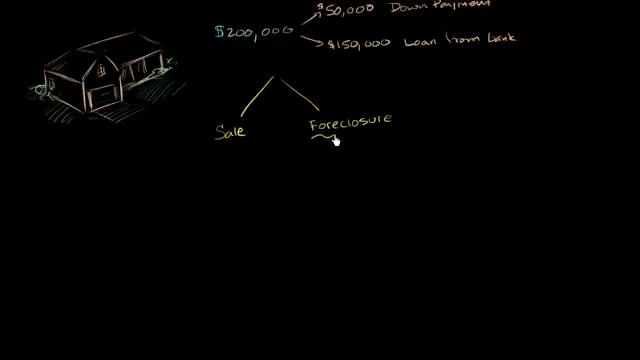 $50,000 Down Payment
$200,000
$150,000 Loan from bank
Sale
Foreclosure